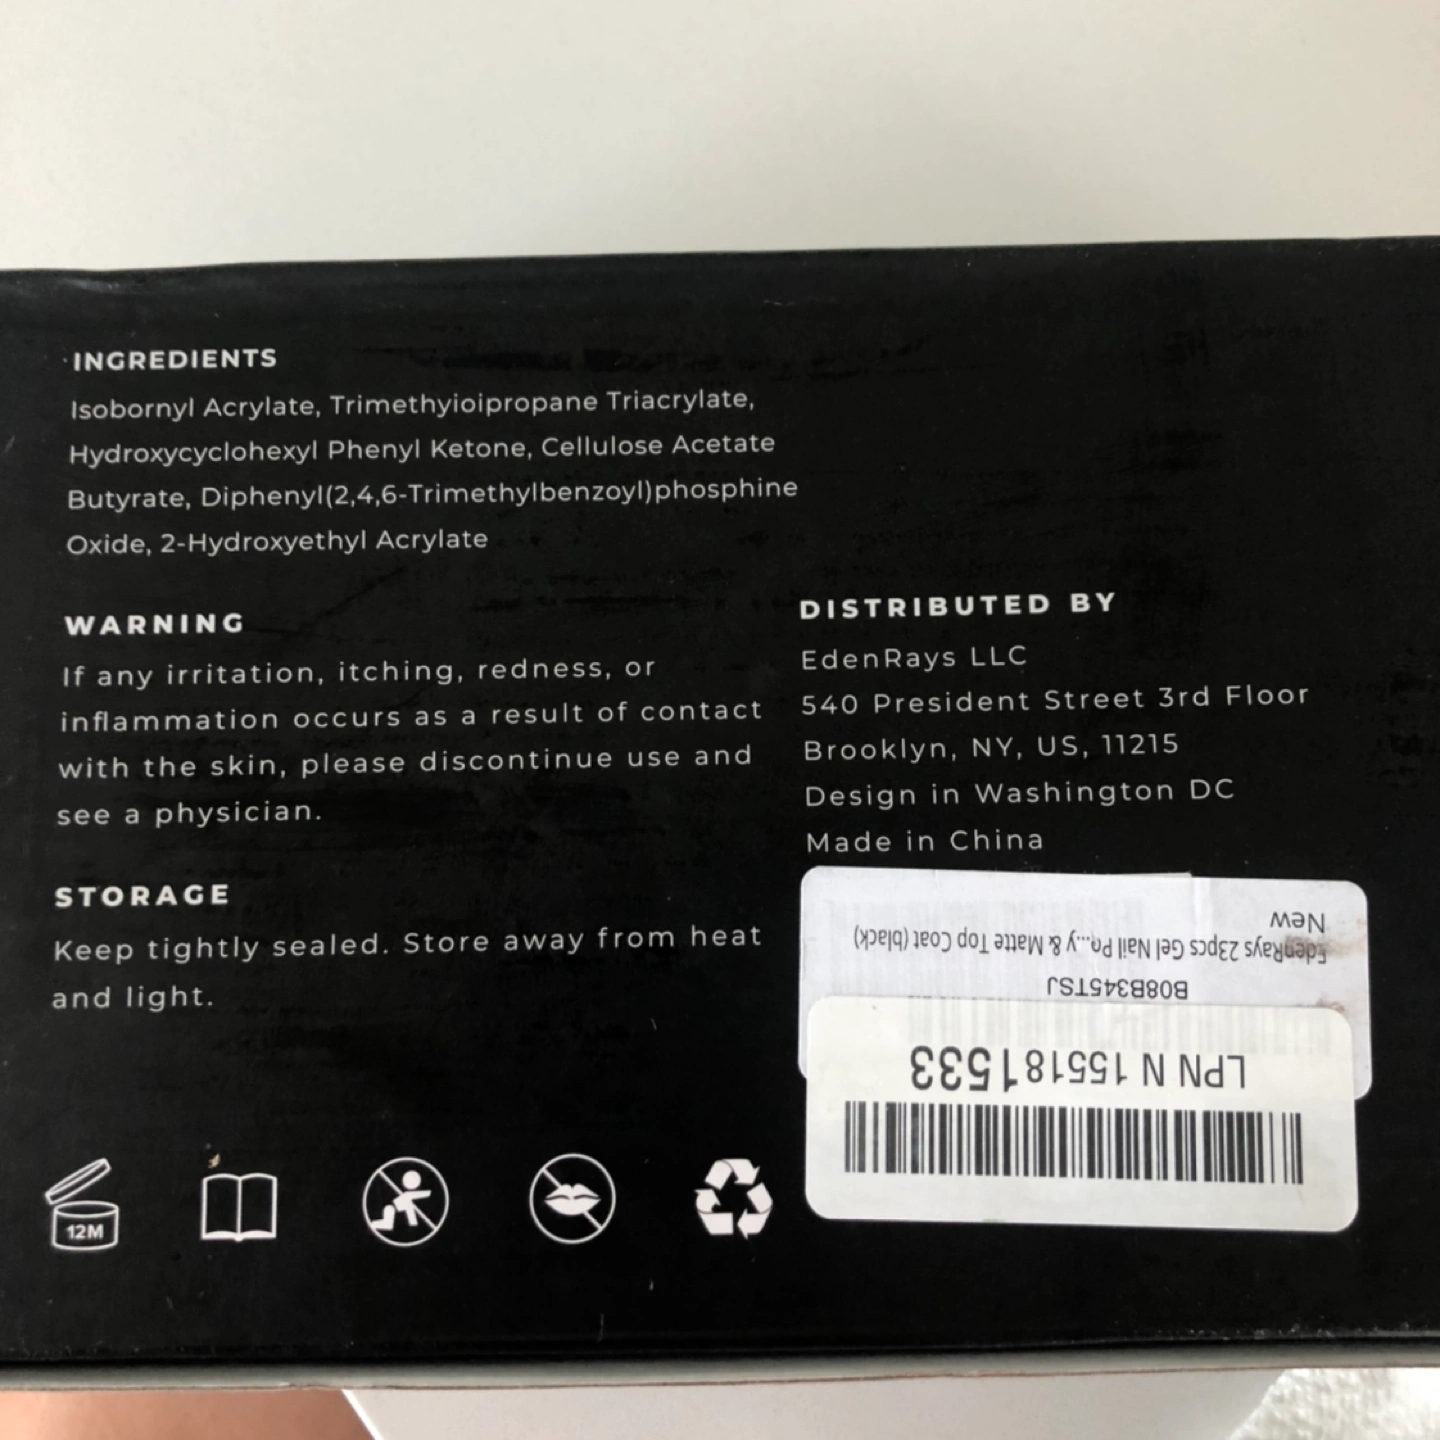 INGREDIENTS
Isobornyl Acrylate, Trimethyioipropane Triacrylate,
Hydroxycyclohexyl Phenyl Ketone, Cellulose Acetate
Butyrate, Diphenyl(2,4,6-Trimethylbenzoyl)phosphine
Oxide, 2-Hydroxyethyl Acrylate
WARNING
If any irritation, itching, redness, or
inflammation occurs as a result of contact
with the skin, please discontinue use and
see a physician.
STORAGE
Keep tightly sealed. Store away from heat
and light.
12M
DISTRIBUTED BY
EdenRays LLC
540 President Street 3rd Floor
Brooklyn, NY, US, 11215
Design in Washington DC
Made in China
LPN N 155181533
B08B345TSJ
EdenRays 23pcs Gel Nail Po...y & Matte Top Coat (black)
New